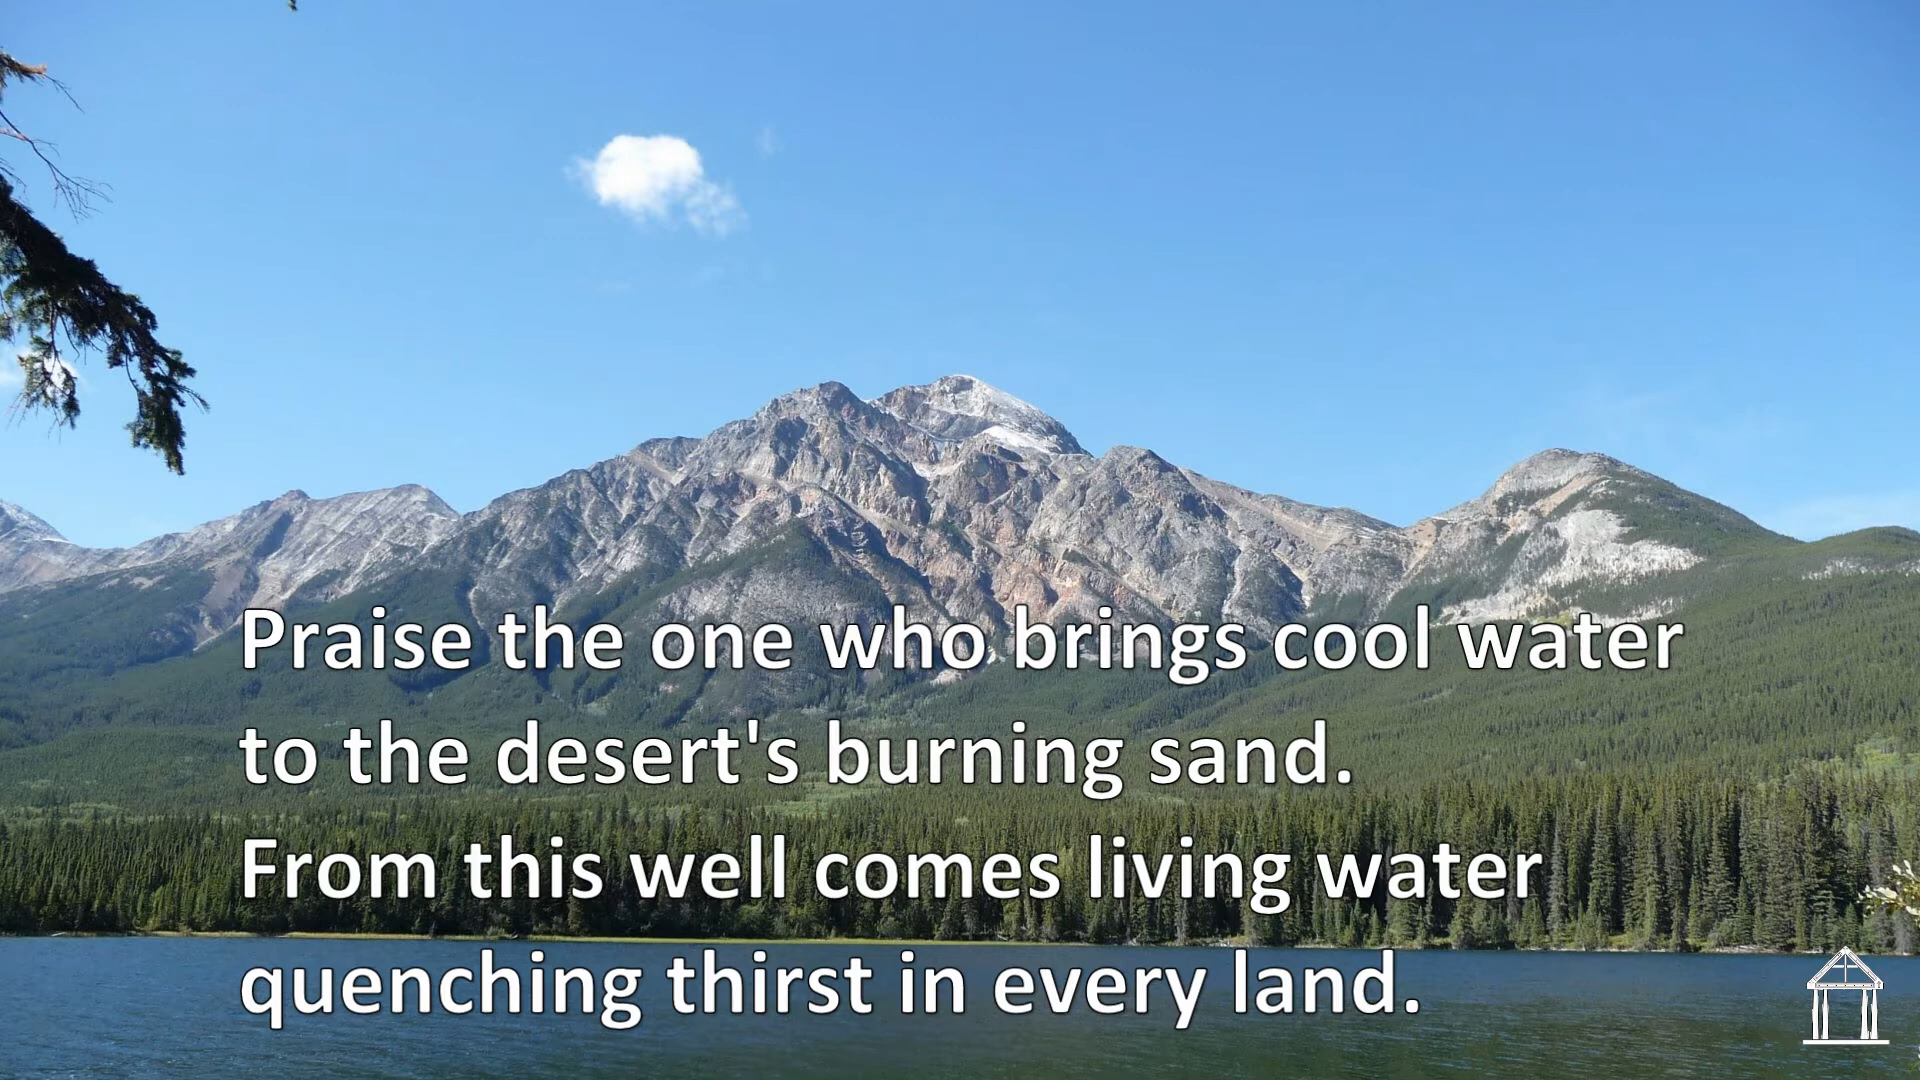 Praise the one who brings cool water
to the desert's burning sand.
From this well comes living water
quenching thirst in every land.